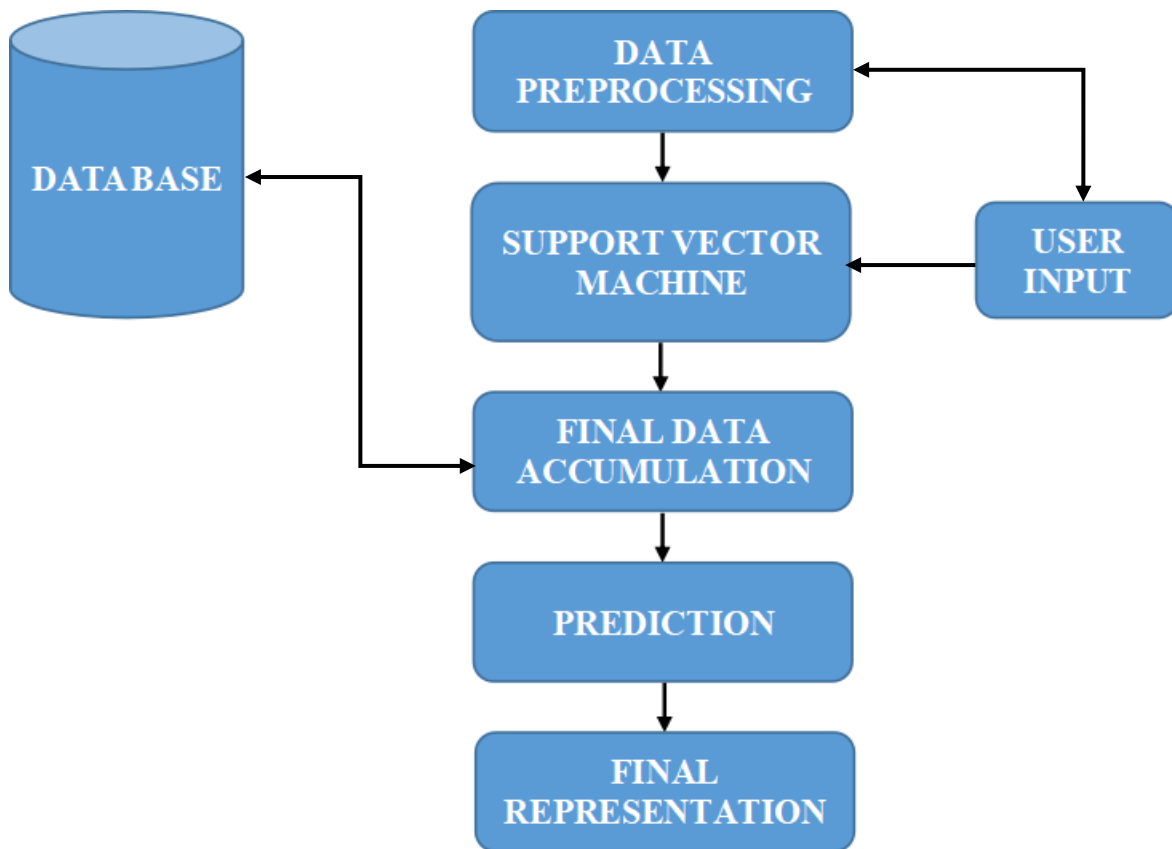 DATABASE
DATA
PREPROCESSING
SUPPORT VECTOR
MACHINE
USER
INPUT
FINAL DATA
ACCUMULATION
PREDICTION
FINAL
REPRESENTATION